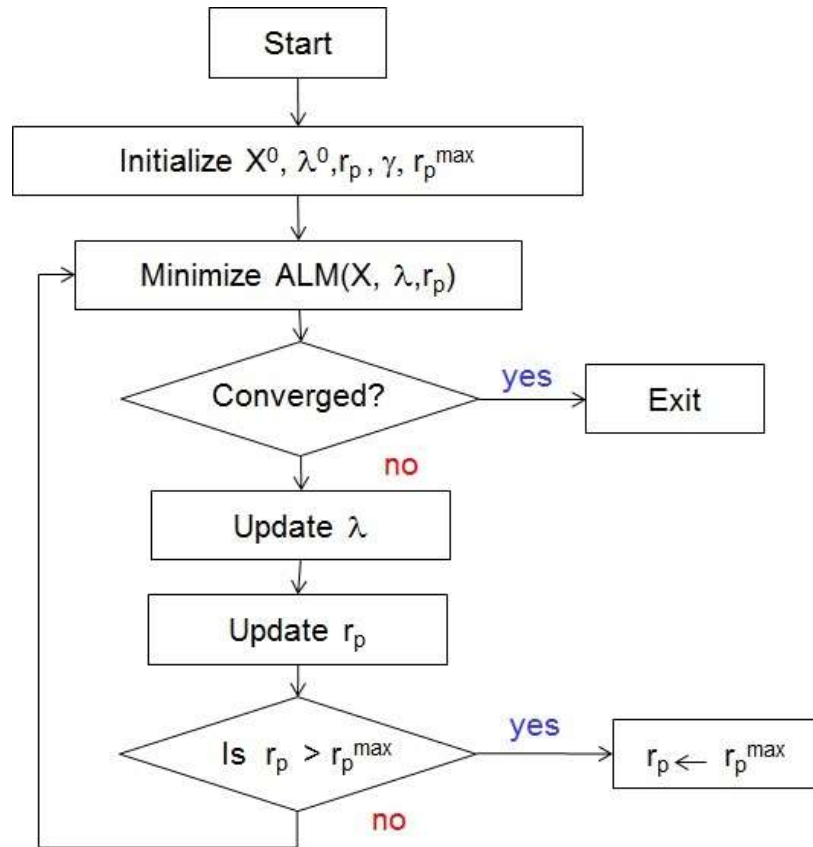 Start
Initialize X⁰, λ⁰,rₚ, γ, rₚᵐᵃˣ
Minimize ALM(X, λ,rₚ)
Converged?
yes
Exit
no
Update λ
Update rₚ
Is rₚ > rₚᵐᵃˣ
yes
rₚ ← rₚᵐᵃˣ
no